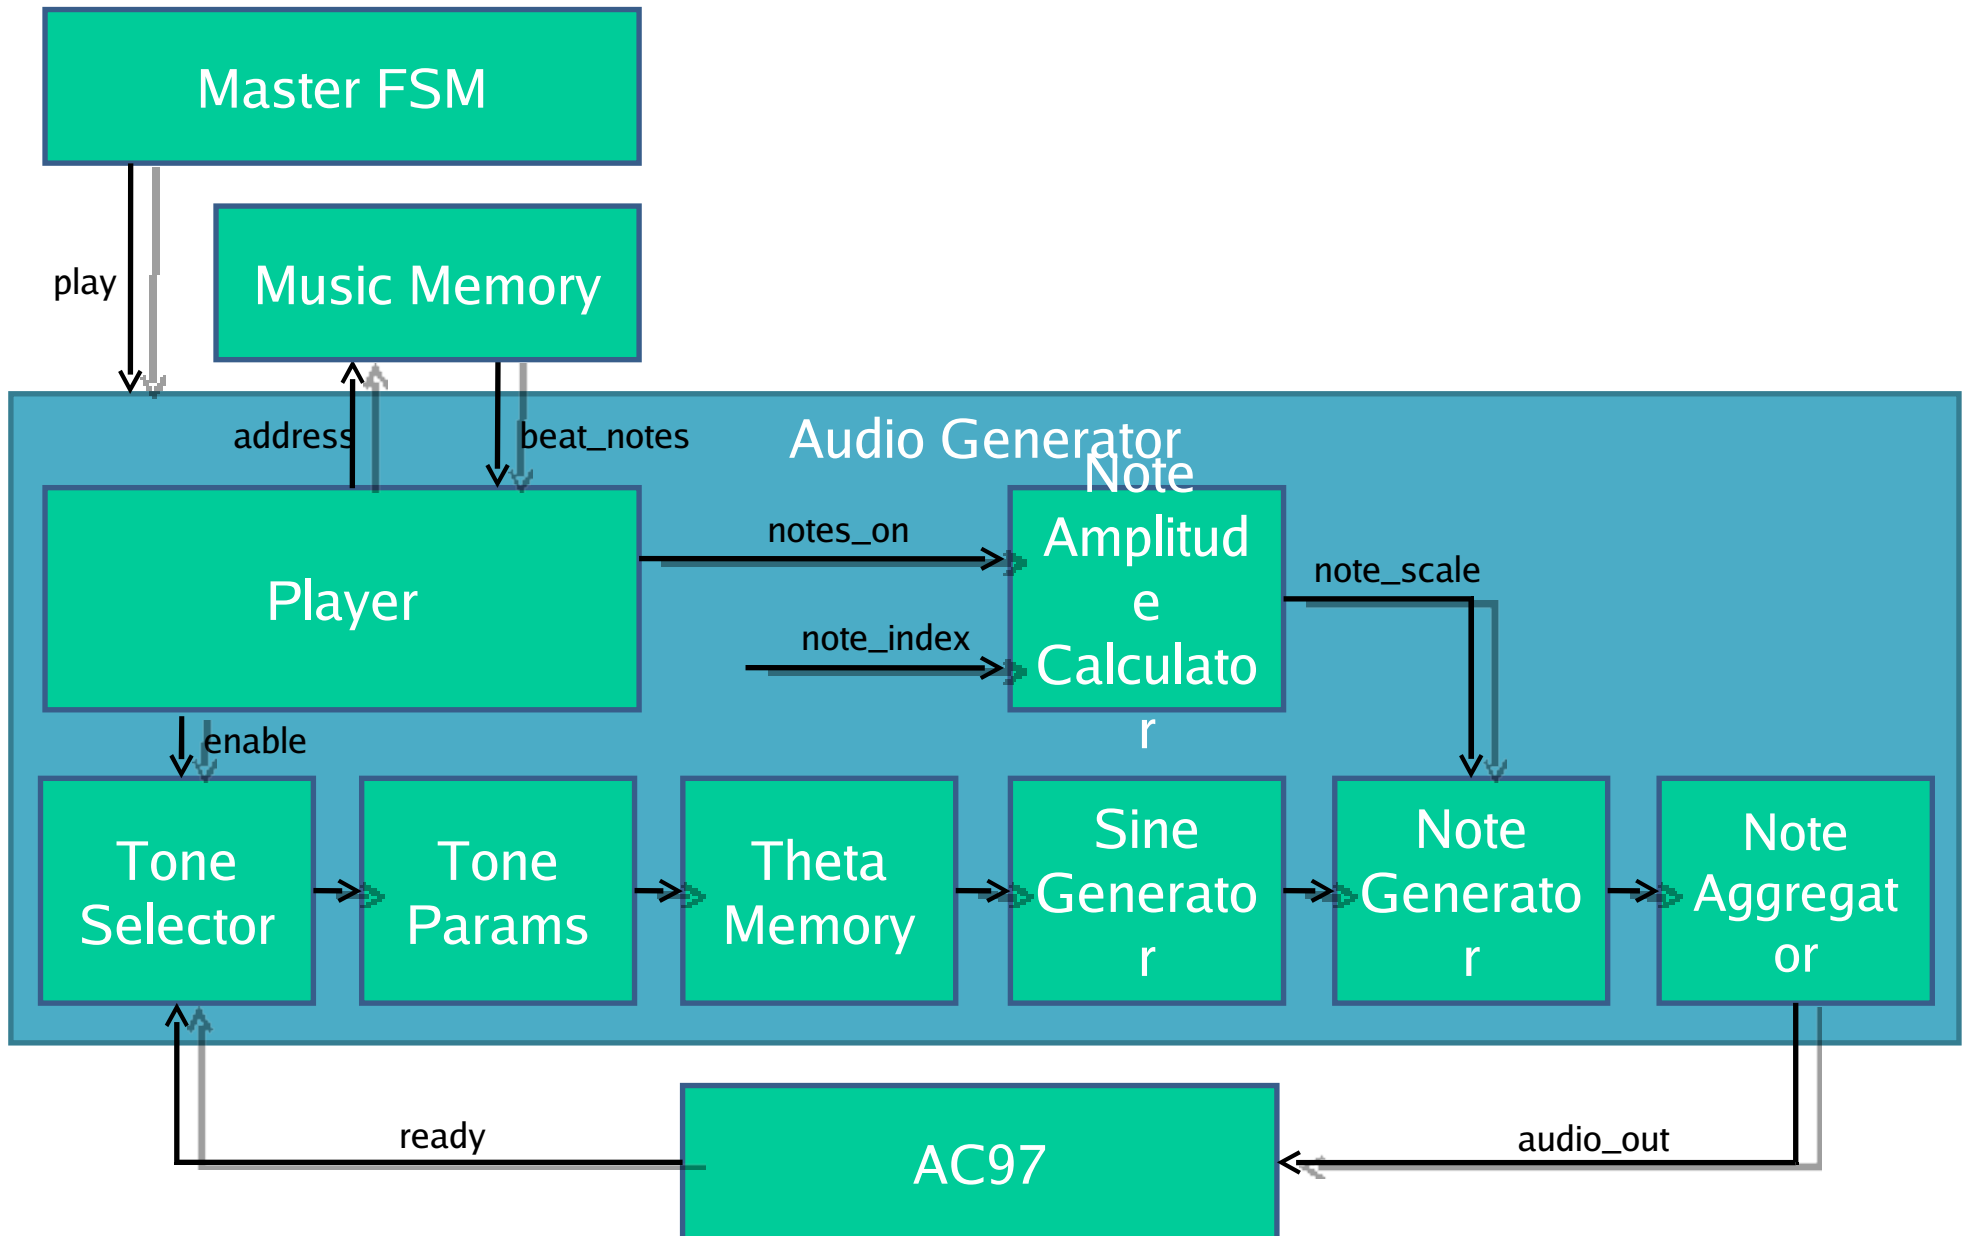 Master FSM
Music Memory
play
address
beat_notes
Audio Generator
Player
notes_on
note_index
Note
Amplitud
e
Calculato
r
note_scale
enable
Tone
Selector
Tone
Params
Theta
Memory
Sine
Generato
r
Note
Generato
r
Note
Aggregat
or
ready
AC97
audio_out